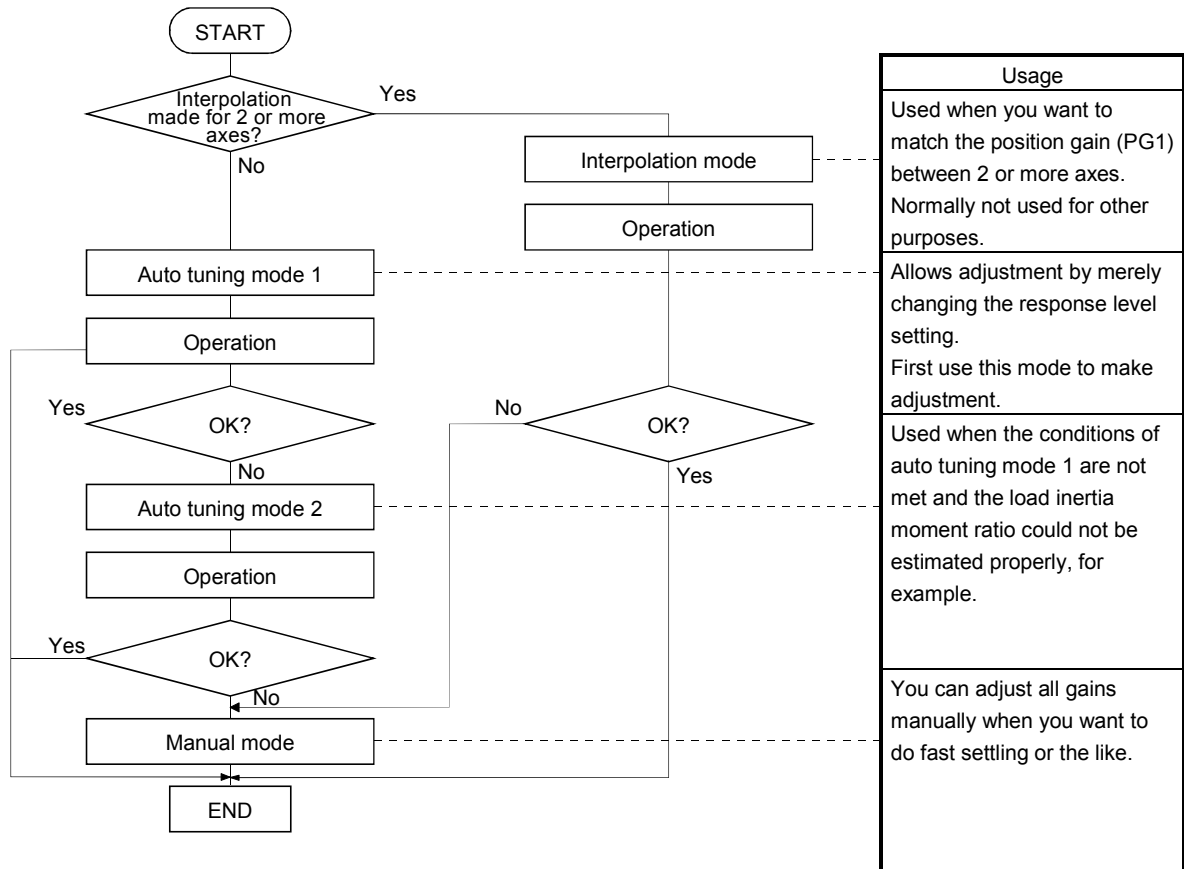 START
Interpolation
made for 2 or more
axes?
Yes
No
Interpolation mode
Operation
Auto tuning mode 1
Operation
Yes
OK?
No
No
OK?
Yes
Auto tuning mode 2
Operation
Yes
OK?
No
Manual mode
END
Usage
Used when you want to
match the position gain (PG1)
between 2 or more axes.
Normally not used for other
purposes.
Allows adjustment by merely
changing the response level
setting.
First use this mode to make
adjustment.
Used when the conditions of
auto tuning mode 1 are not
met and the load inertia
moment ratio could not be
estimated properly, for
example.
You can adjust all gains
manually when you want to
do fast settling or the like.